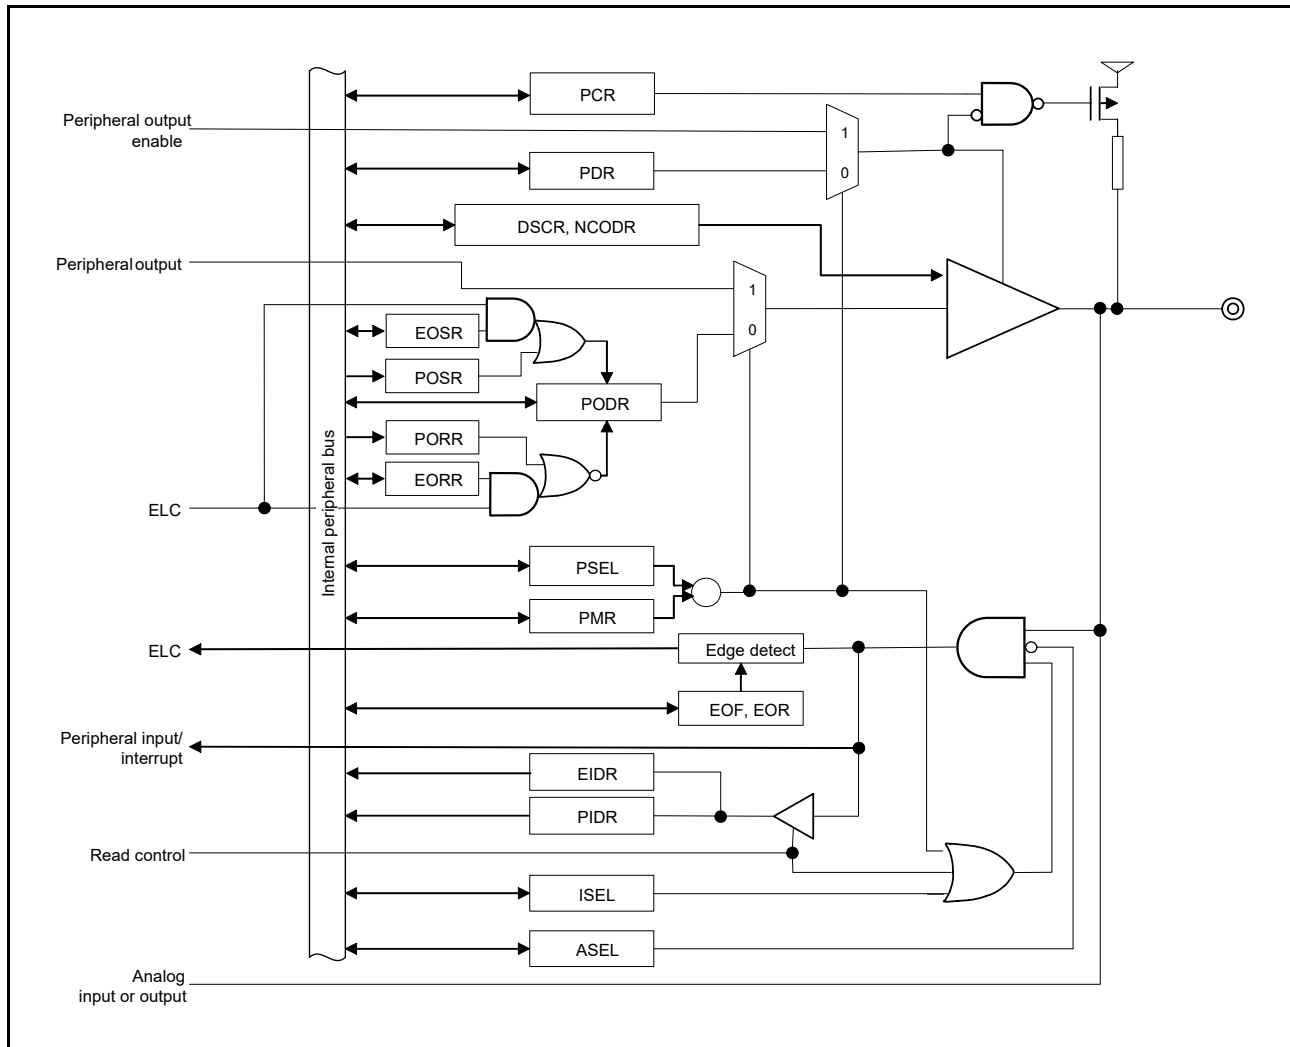 PCR
Peripheral output
enable
1
PDR
0
DSCR, NCODR
Peripheral output
1
EOSR
0
POSR
PODR
PORR
EORR
ELC
Internal peripheral bus
PSEL
PMR
ELC
Edge detect
EOF, EOR
Peripheral input/
interrupt
EIDR
PIDR
Read control
ISEL
ASEL
Analog
input or output